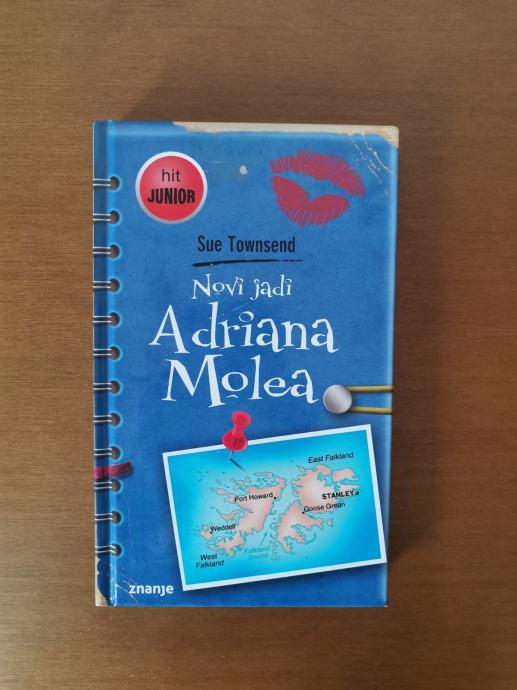 hit
JUNIOR
Sue Townsend
Novi jadi
Adriana
Molea
East Falkland
Port Howard
STANLEY
Goose Green
Weddell
West
Falkland
Falkland
Sound
znanje